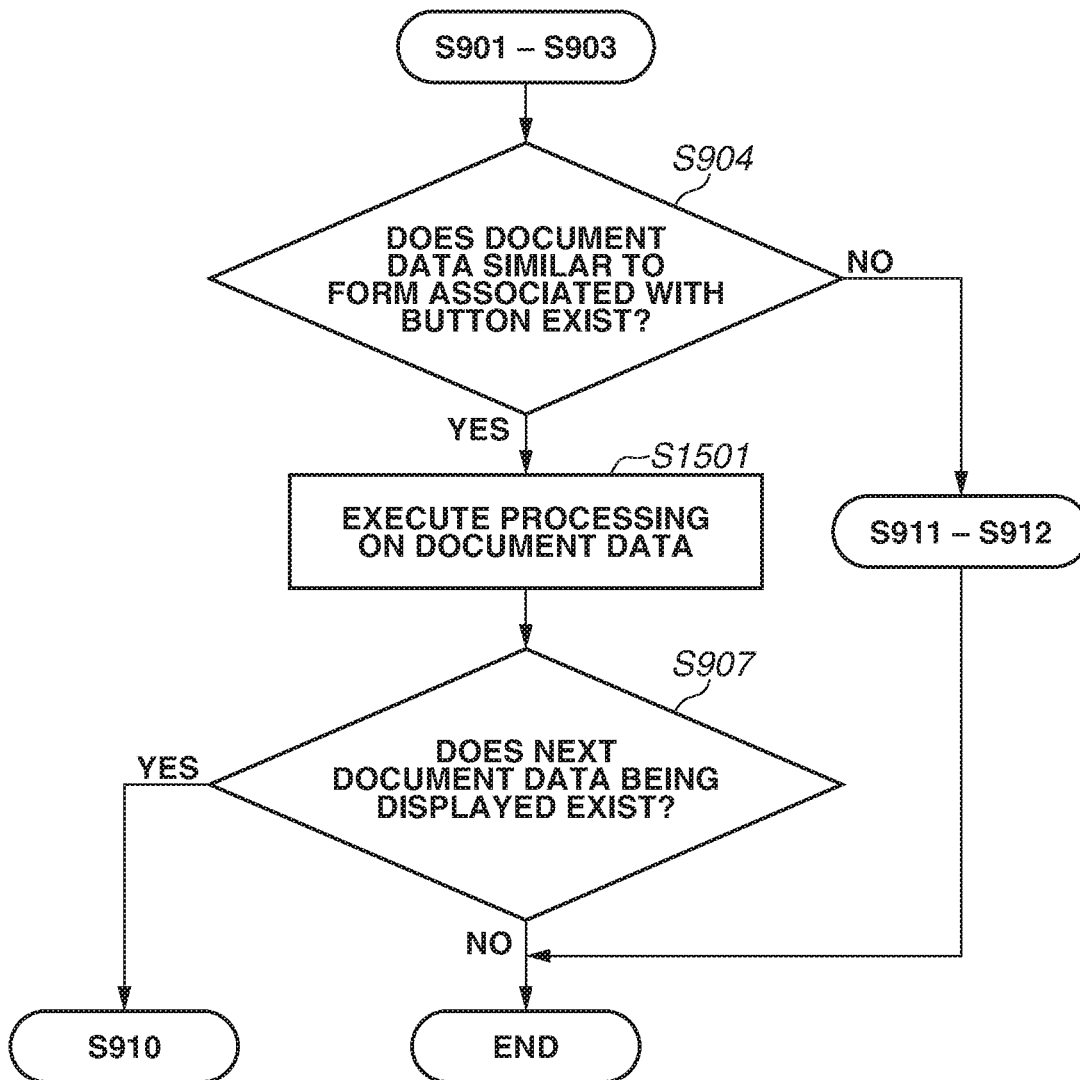 S901 – S903
S904
DOES DOCUMENT
DATA SIMILAR TO
FORM ASSOCIATED WITH
BUTTON EXIST?
NO
YES
S1501
EXECUTE PROCESSING
ON DOCUMENT DATA
S911 – S912
S907
DOES NEXT
DOCUMENT DATA BEING
DISPLAYED EXIST?
YES
NO
S910
END